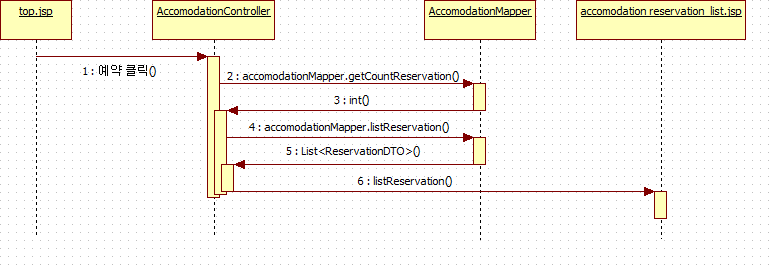 top.jsp
AccomodationController
AccomodationMapper
accomodation reservation_list.jsp
1 : 예약 클릭()
2 : accomodationMapper.getCountReservation()
3 : int()
4 : accomodationMapper.listReservation()
5 : List<ReservationDTO>()
6 : listReservation()